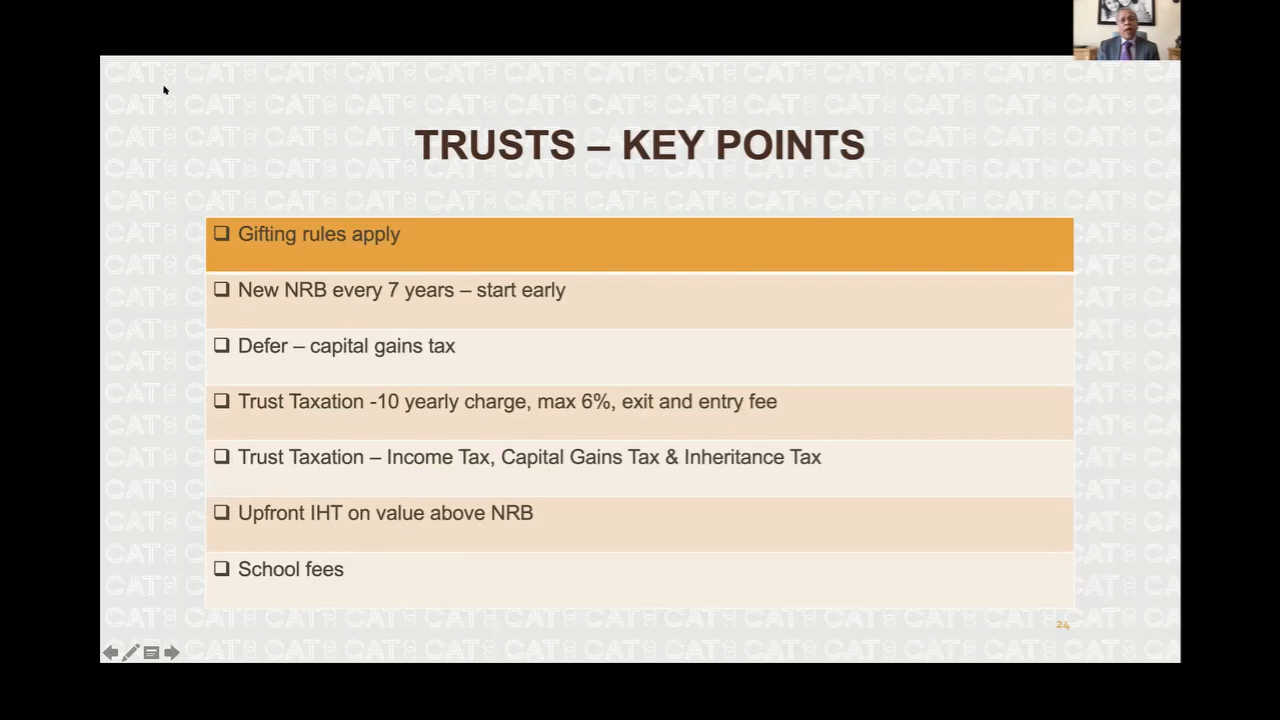 TRUSTS – KEY POINTS
❑ Gifting rules apply
❑ New NRB every 7 years – start early
❑ Defer – capital gains tax
❑ Trust Taxation -10 yearly charge, max 6%, exit and entry fee
❑ Trust Taxation – Income Tax, Capital Gains Tax & Inheritance Tax
❑ Upfront IHT on value above NRB
❑ School fees
24